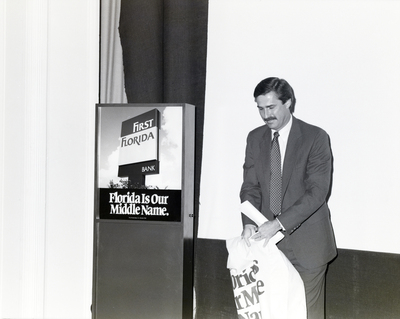 FIRST
FLORIDA
BANK
Florida Is Our
Middle Name.